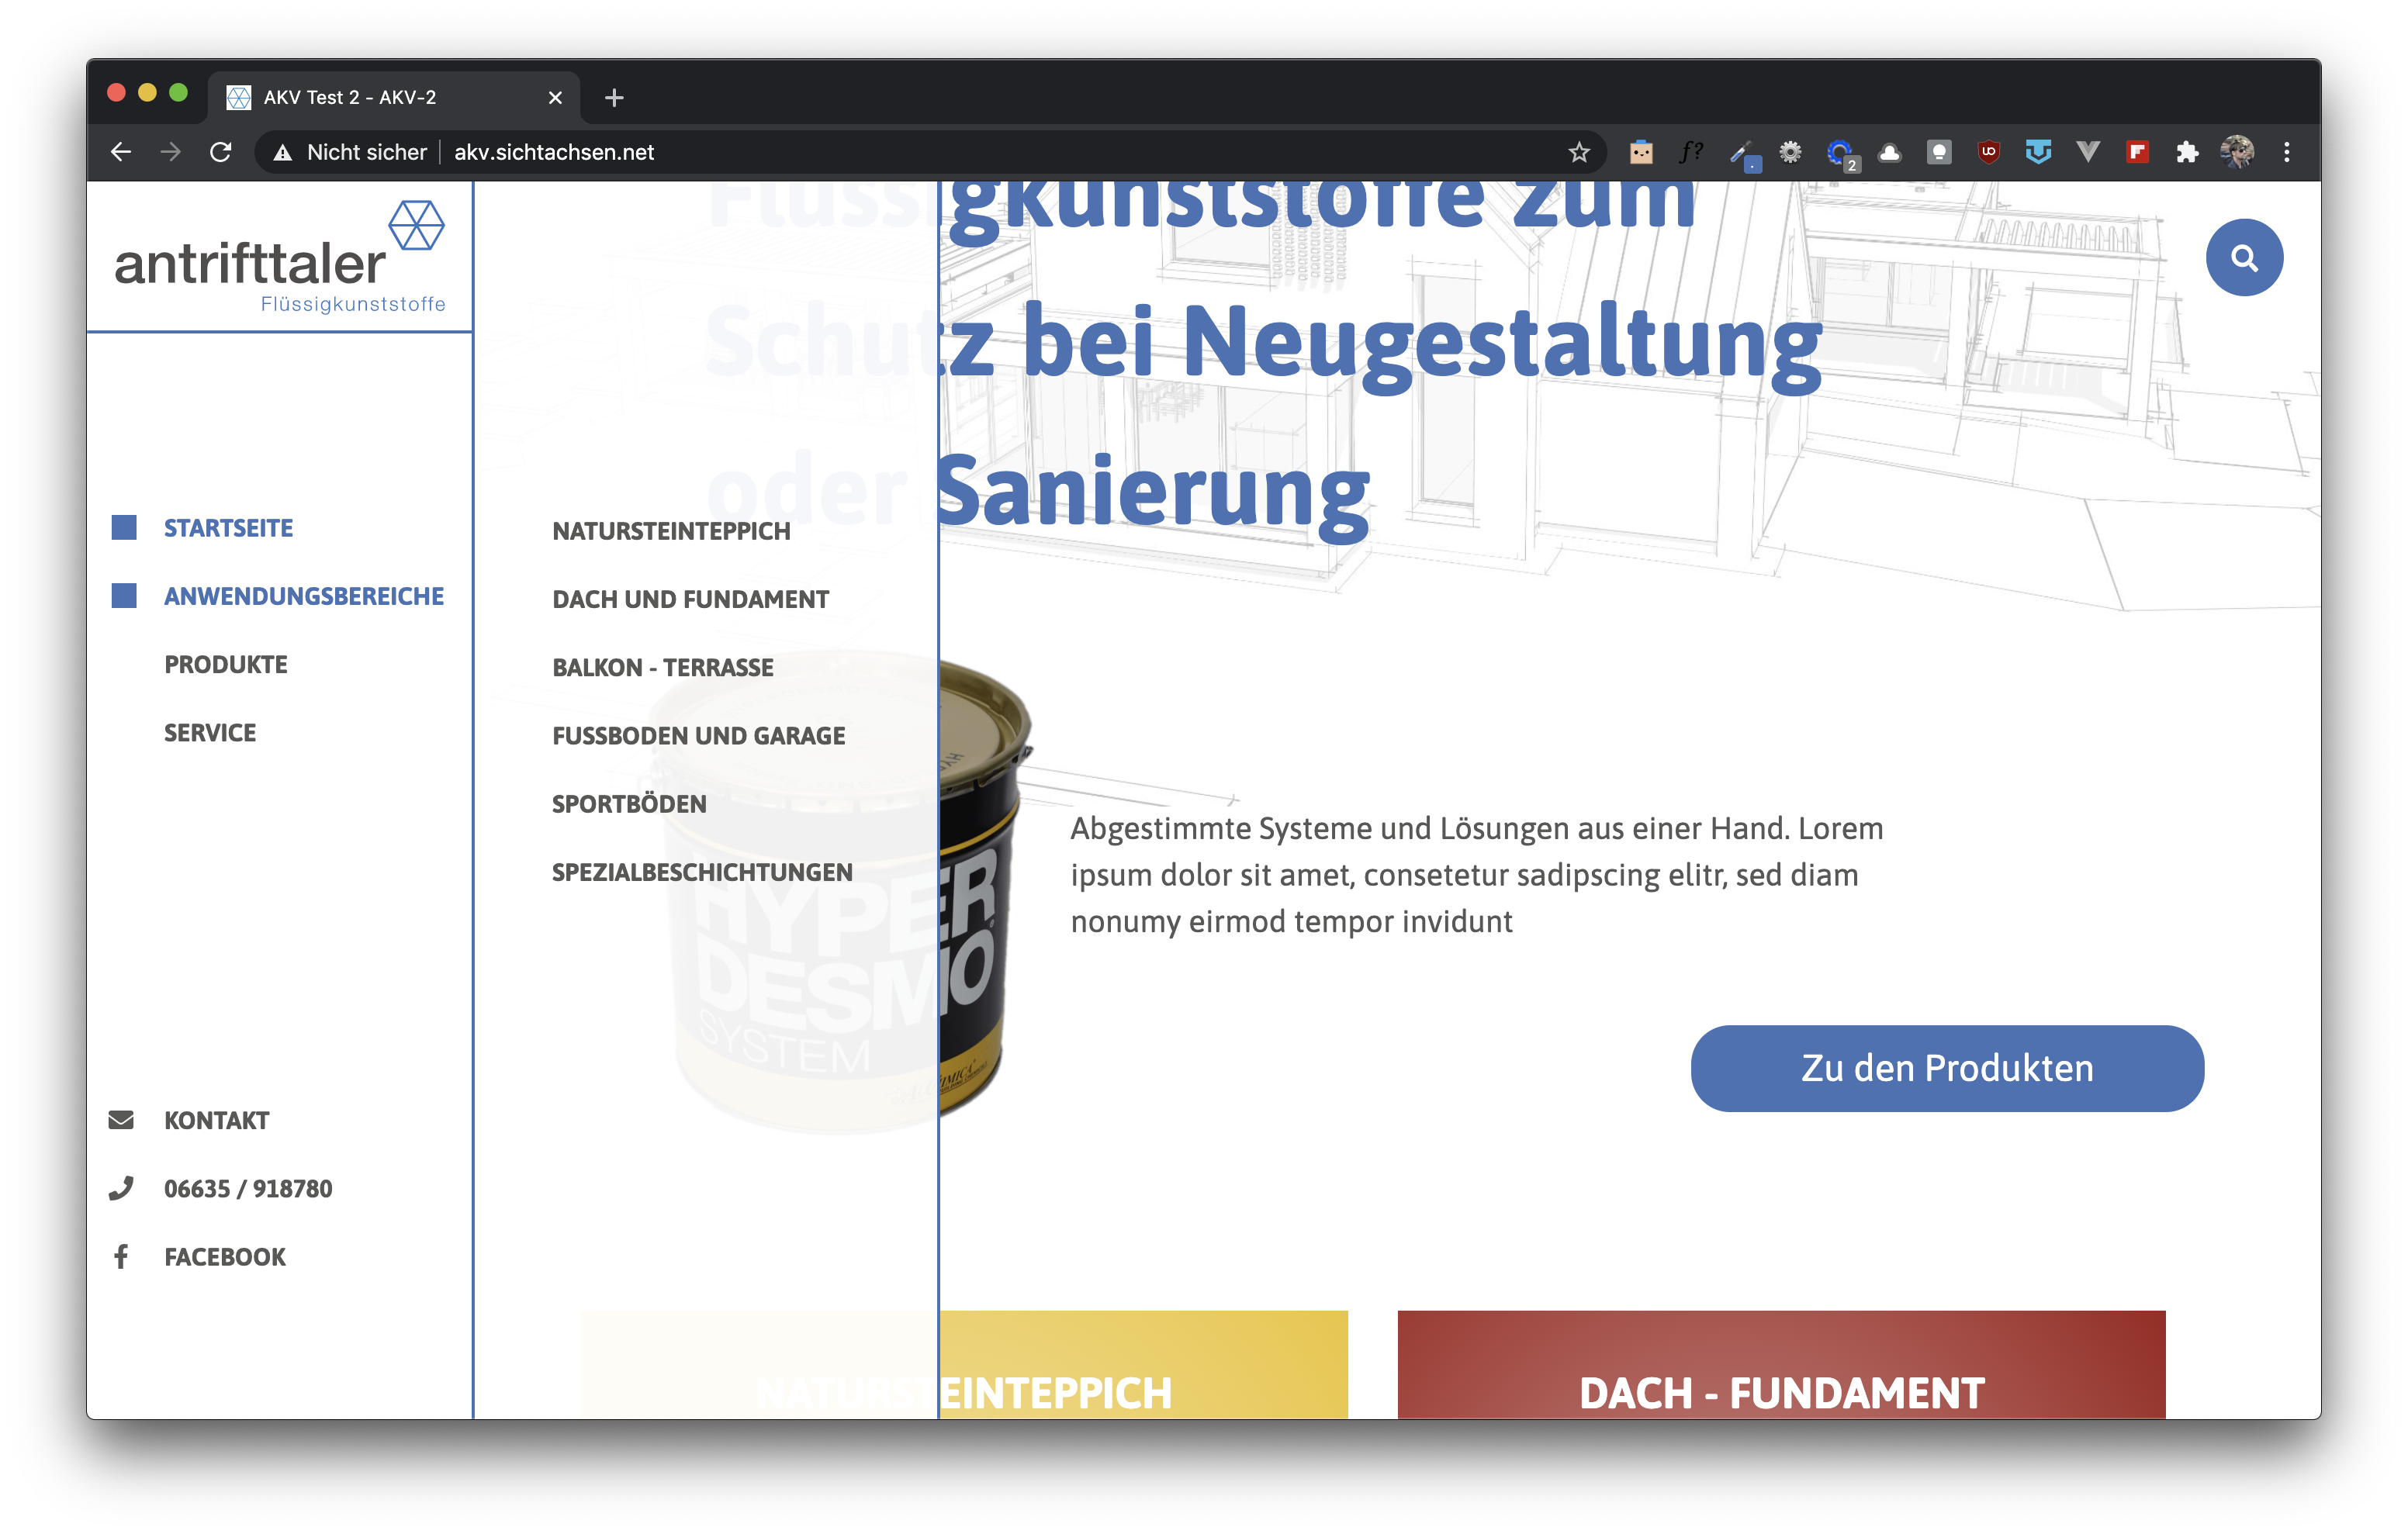 AKV Test 2 - AKV-2
Nicht sicher
akv.sichtachsen.net
2
antrifttaler
Flüssigkunststoffe
STARTSEITE
ANWENDUNGSBEREICHE
PRODUKTE
SERVICE
KONTAKT
06635 / 918780
FACEBOOK
NATURSTEINTEPPICH
DACH UND FUNDAMENT
BALKON - TERRASSE
FUSSBODEN UND GARAGE
SPORTBÖDEN
SPEZIALBESCHICHTUNGEN
Flüssigkunststoffe zum
Schutz bei Neugestaltung
oder Sanierung
HYPER
DESMO
SYSTEM
Abgestimmte Systeme und Lösungen aus einer Hand. Lorem
ipsum dolor sit amet, consetetur sadipscing elitr, sed diam
nonumy eirmod tempor invidunt
Zu den Produkten
NATURSTEINTEPPICH
DACH - FUNDAMENT